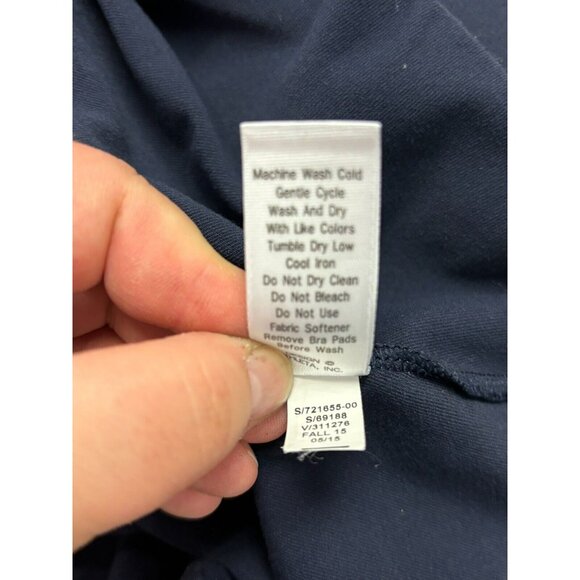 Machine Wash Cold
Gentle Cycle
Wash And Dry
With Like Colors
Tumble Dry Low
Cool Iron
Do Not Dry Clean
Do Not Bleach
Do Not Use
Fabric Softener
Remove Bra Pads
Before Wash
©
INC.
S/721655-00
S/69188
V/311276
FALL 15
05/15